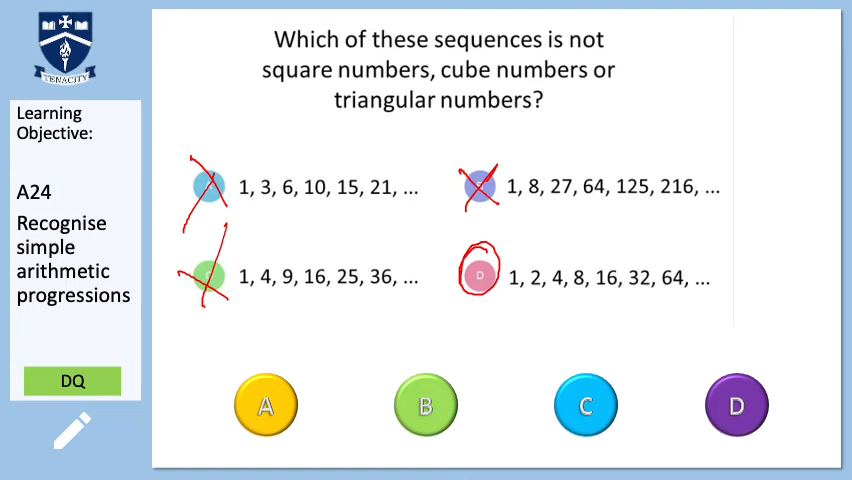 TENACITY
Learning
Objective:
A24
Recognise
simple
arithmetic
progressions
DQ
Which of these sequences is not
square numbers, cube numbers or
triangular numbers?
1, 3, 6, 10, 15, 21, ...
1, 8, 27, 64, 125, 216, ...
1, 4, 9, 16, 25, 36, ...
D 1, 2, 4, 8, 16, 32, 64, ...
A B C D